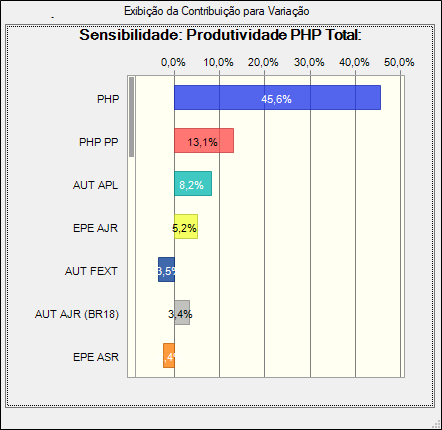 Exibição da Contribuição para Variação
Sensibilidade: Produtividade PHP Total:
0,0% 10,0% 20,0% 30,0% 40,0% 50,0%
PHP 45,6%
PHP PP 13,1%
AUT APL 8,2%
EPE AJR 5,2%
AUT FEXT 3,5%
AUT AJR (BR18) 3,4%
EPE ASR